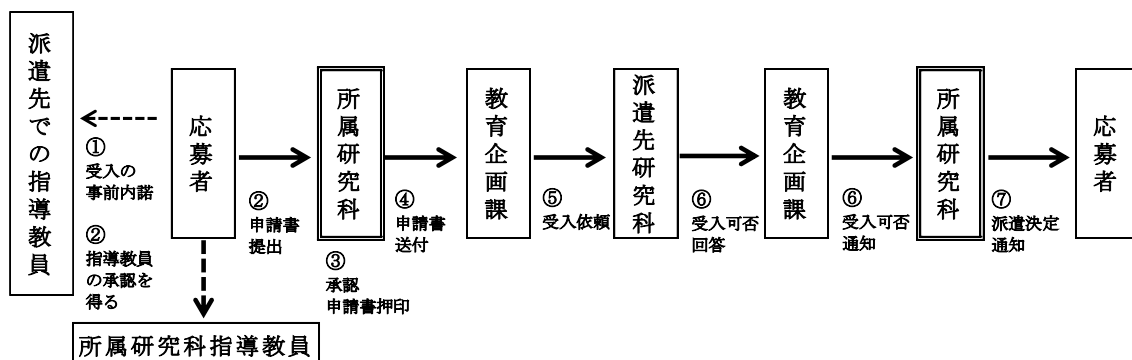 派遣先での指導教員
①
受入の
事前内諾
②
指導教員
の承認を
得る
応募者
所属研究科指導教員
②
申請書
提出
所属研究科
③
承認
申請書押印
④
申請書
送付
教育企画課
⑤
受入依頼
派遣先研究科
⑥
受入可否
回答
教育企画課
⑥
受入可否
通知
所属研究科
⑦
派遣決定
通知
応募者